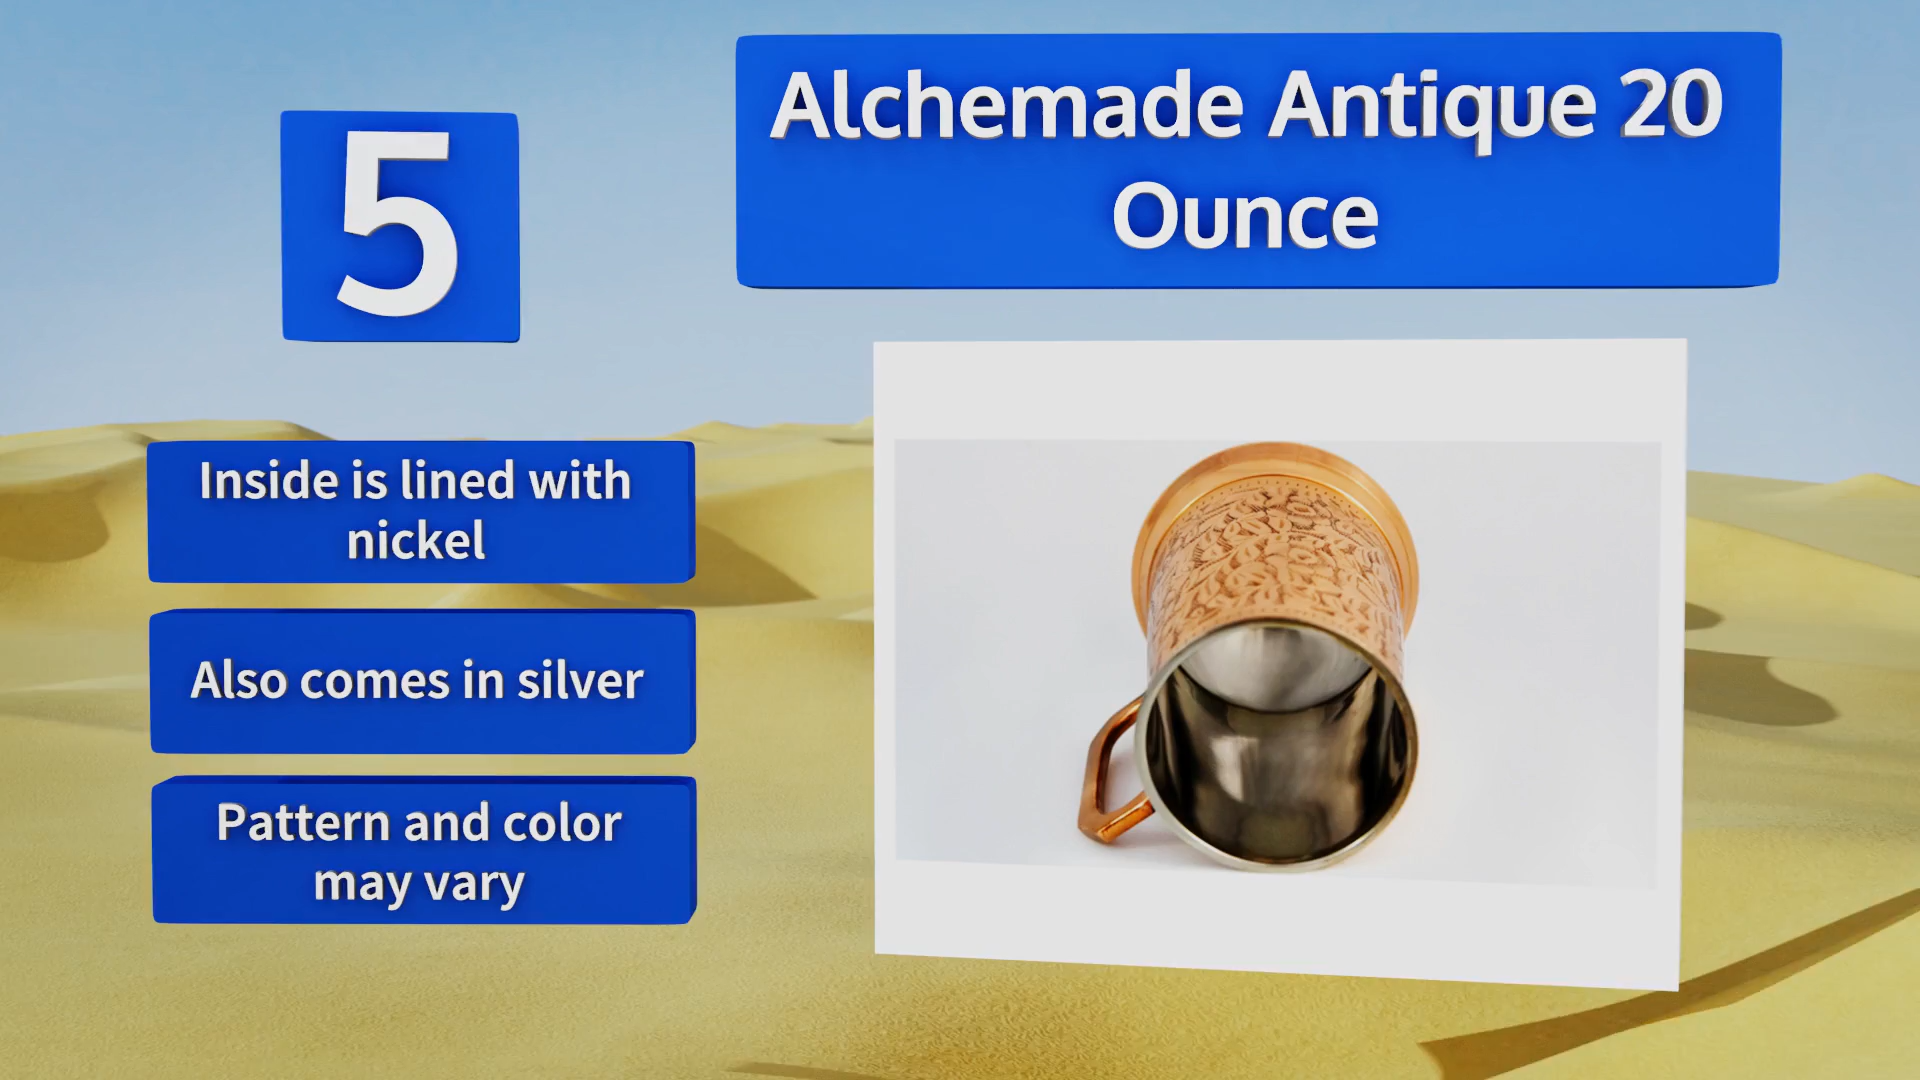 5
Alchemade Antique 20
Ounce
Inside is lined with
nickel
Also comes in silver
Pattern and color
may vary